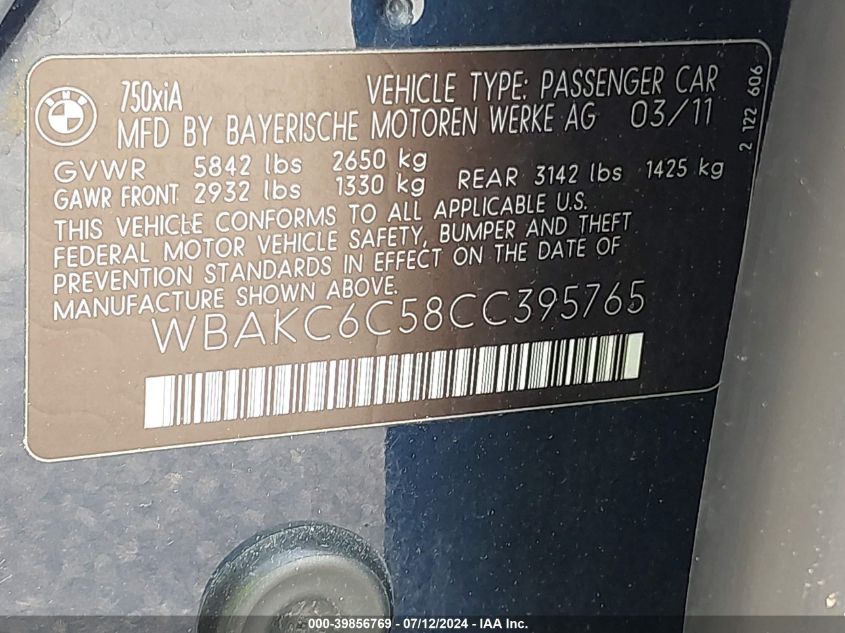 BMW
750xiA VEHICLE TYPE: PASSENGER CAR
MFD BY BAYERISCHE MOTOREN WERKE AG 03/11
GVWR 5842 lbs 2650 kg
GAWR FRONT 2932 lbs 1330 kg REAR 3142 lbs 1425 kg
THIS VEHICLE CONFORMS TO ALL APPLICABLE U.S.
FEDERAL MOTOR VEHICLE SAFETY, BUMPER AND THEFT
PREVENTION STANDARDS IN EFFECT ON THE DATE OF
MANUFACTURE SHOWN ABOVE.
WBAKC6C58CC395765
2 122 606
000-39856769 - 07/12/2024 - IAA Inc.